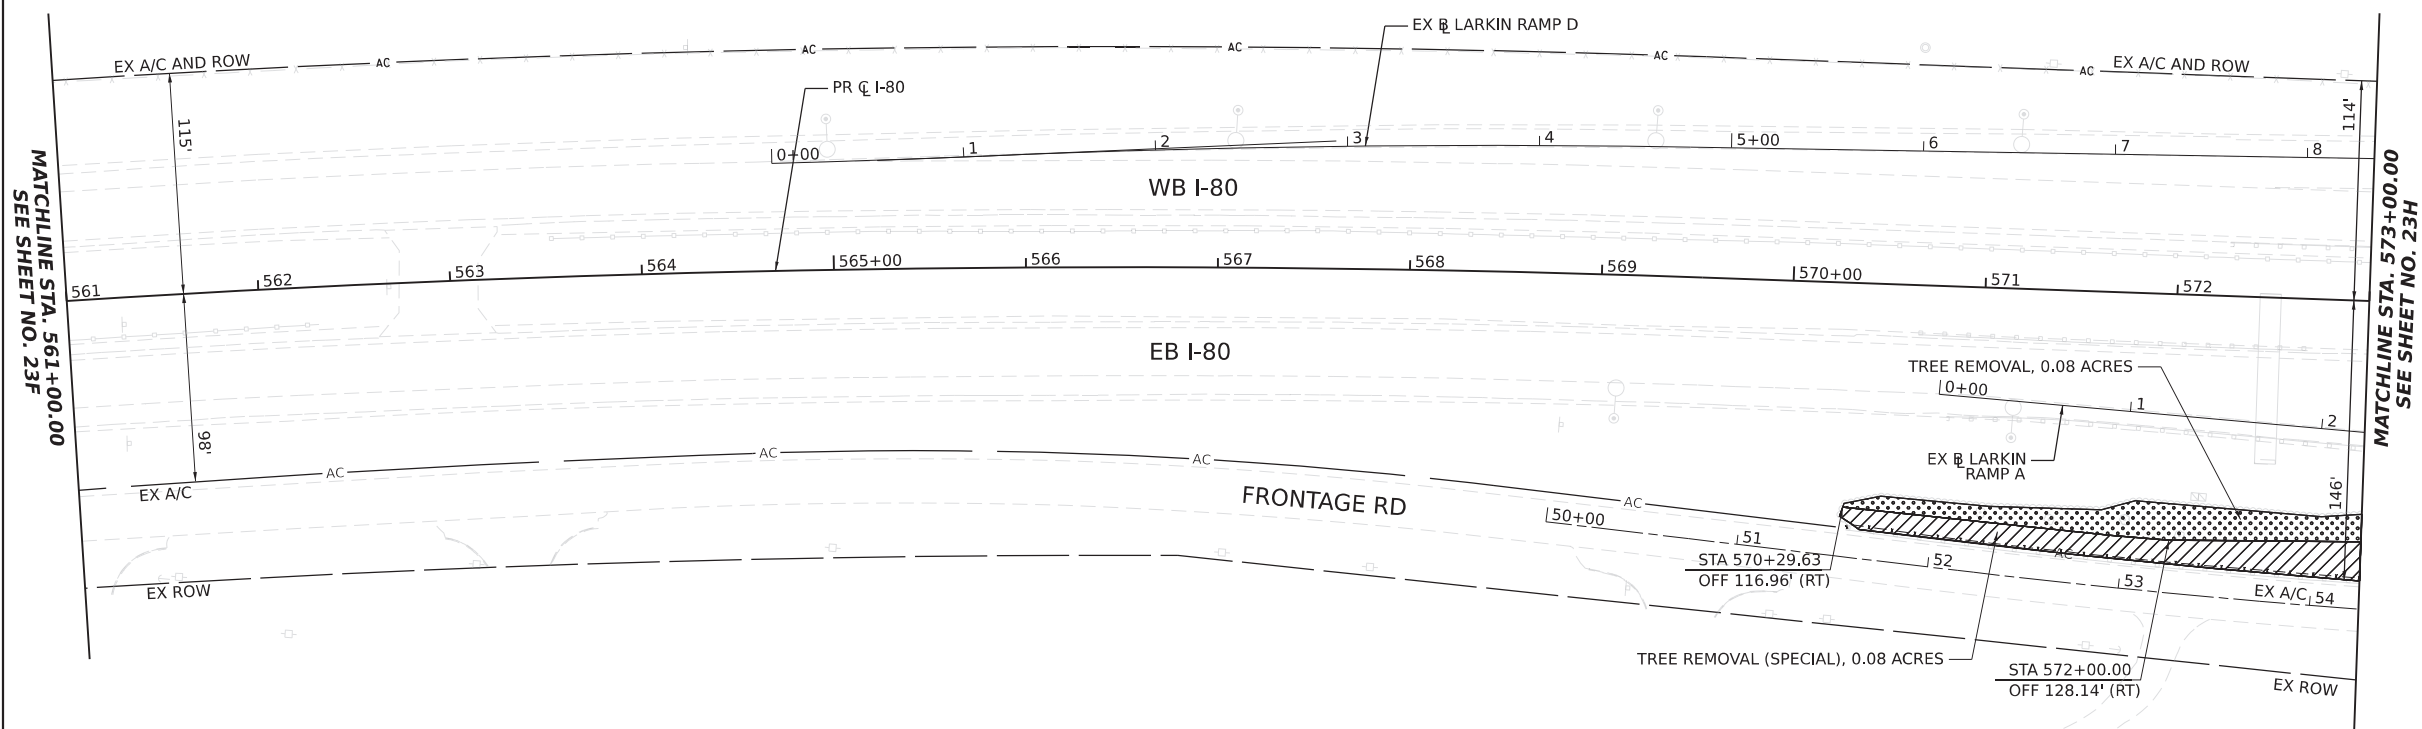 EX ℄ LARKIN RAMP D
EX A/C AND ROW
AC
AC
AC
AC
AC
EX A/C AND ROW
PR ℄ I-80
115'
114'
0+00
1
2
3
4
5+00
6
7
8
WB I-80
MATCHLINE STA. 561+00.00
SEE SHEET NO. 23F
MATCHLINE STA. 573+00.00
SEE SHEET NO. 23H
561
562
563
564
565+00
566
567
568
569
570+00
571
572
EB I-80
TREE REMOVAL, 0.08 ACRES
0+00
1
2
98'
AC
AC
AC
AC
EX A/C
EX LARKIN
RAMP A
146'
FRONTAGE RD
50+00
51
52
53
54
AC
STA 570+29.63
OFF 116.96' (RT)
EX A/C
EX ROW
TREE REMOVAL (SPECIAL), 0.08 ACRES
STA 572+00.00
OFF 128.14' (RT)
EX ROW